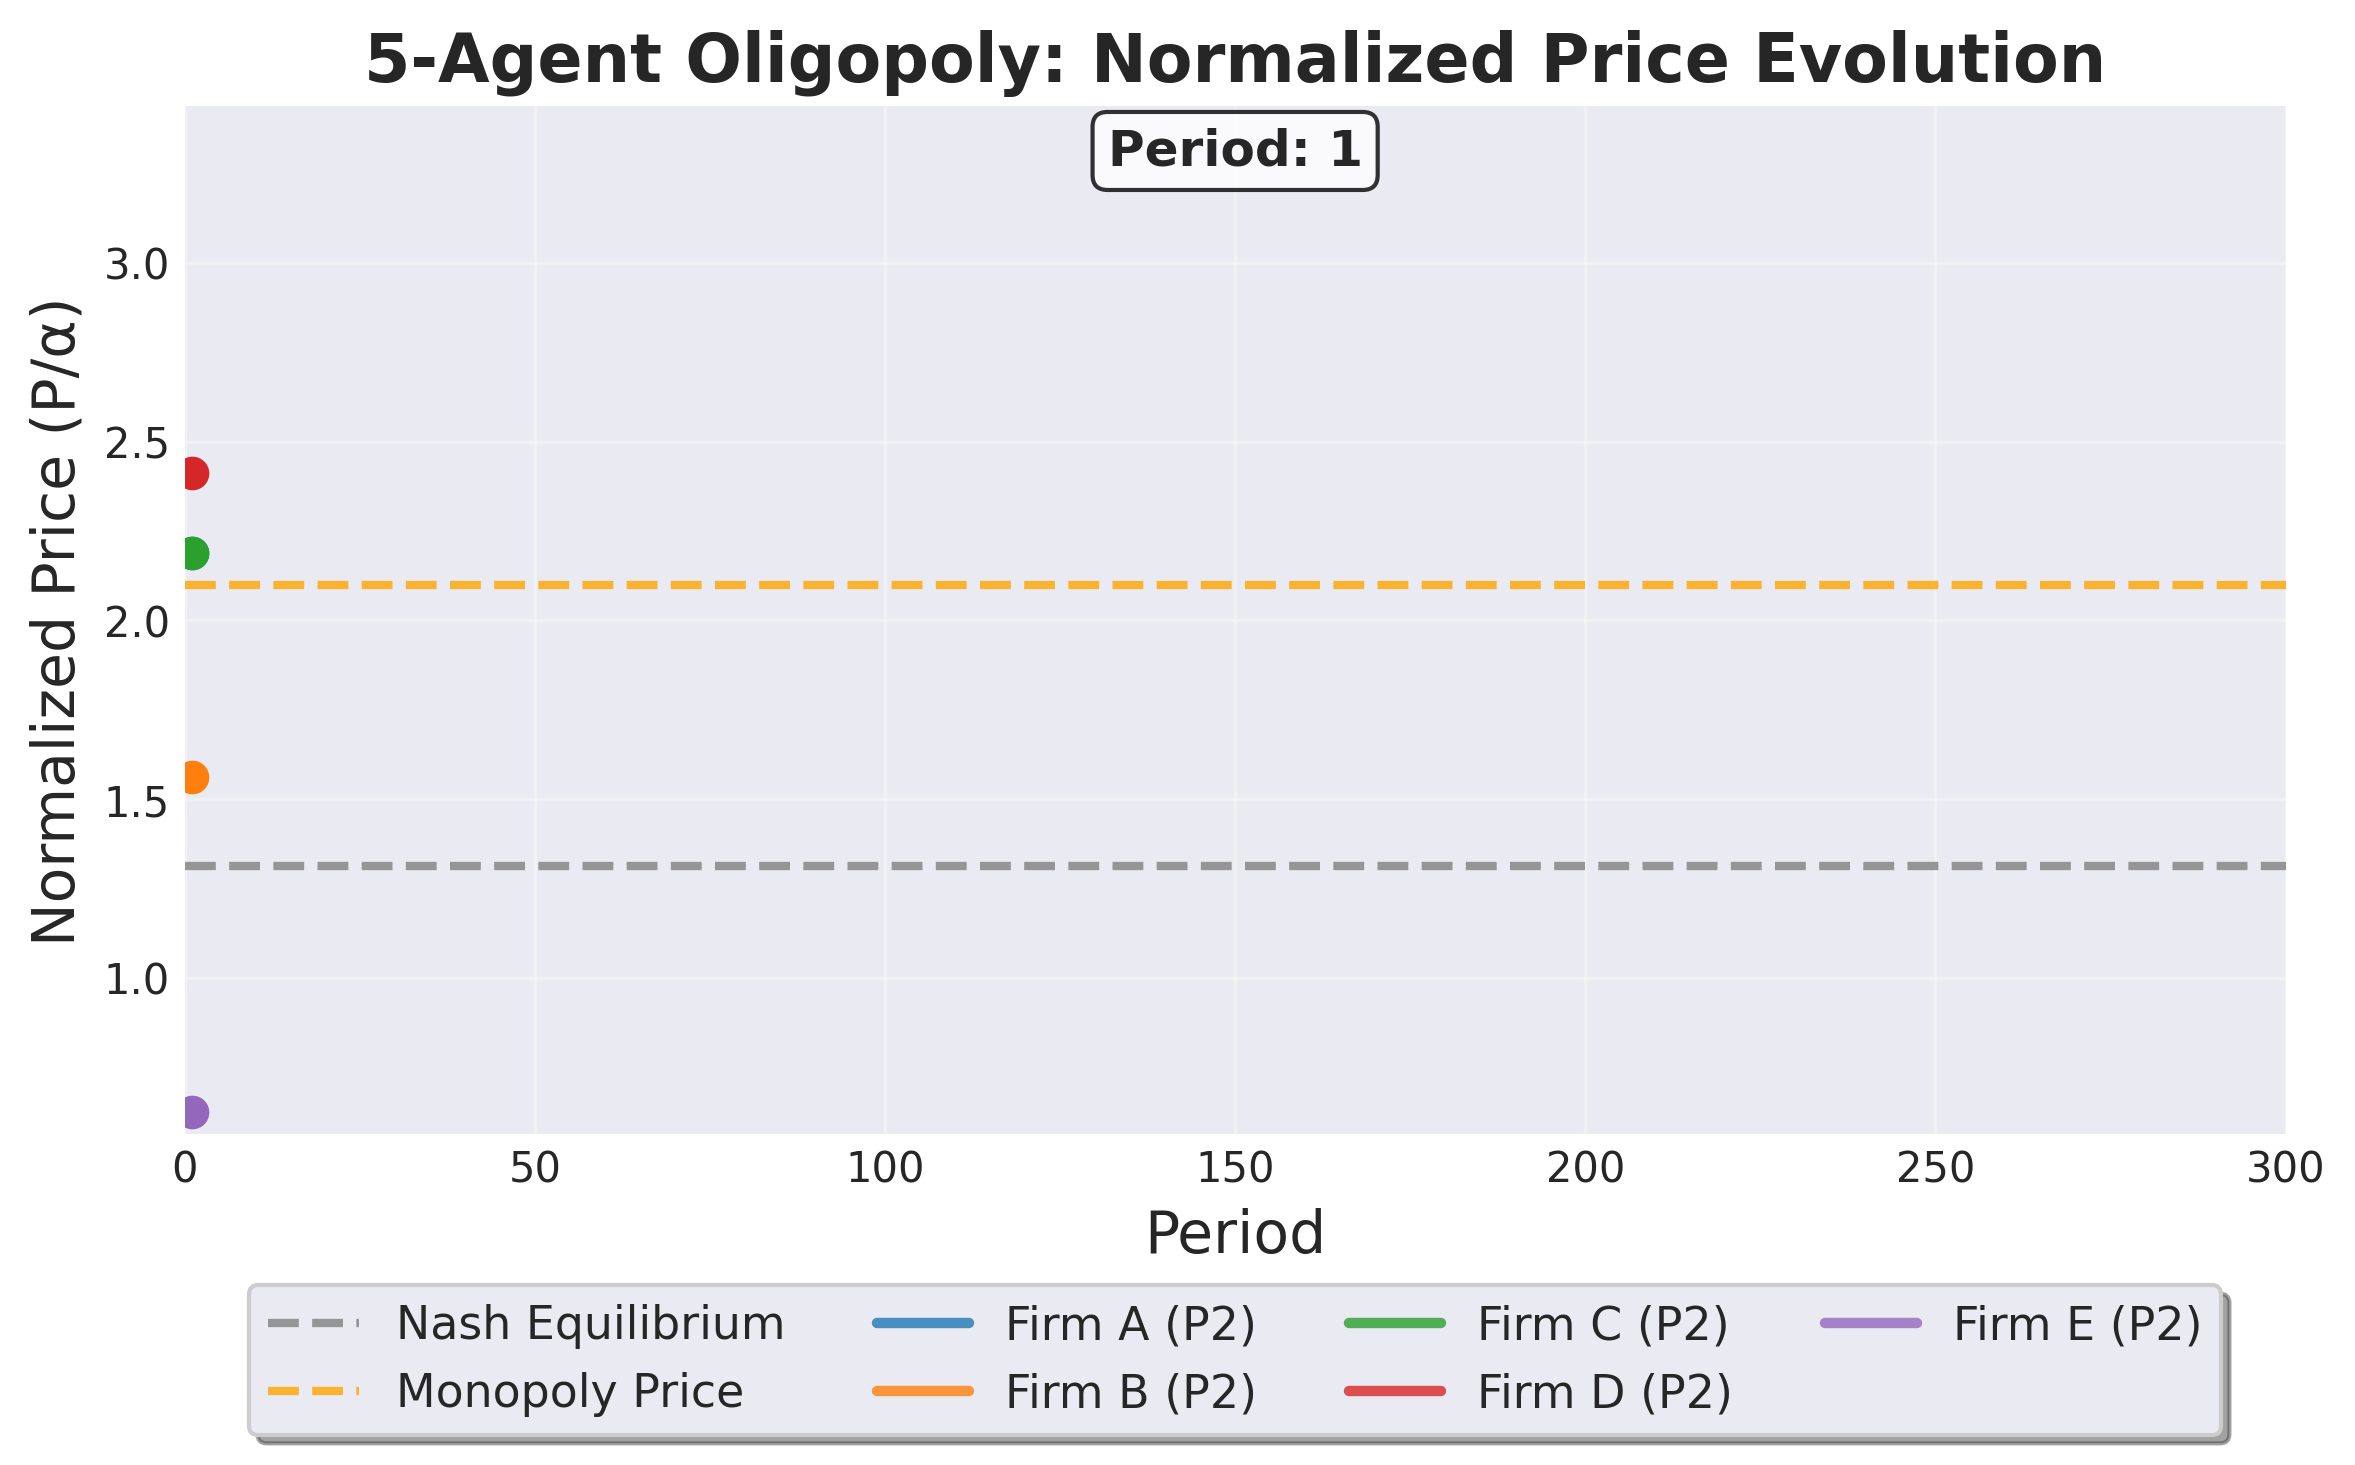 5-Agent Oligopoly: Normalized Price Evolution
Period: 1
Normalized Price (P/α)
3.0
2.5
2.0
1.5
1.0
0
50
100
150
200
250
300
Period
Nash Equilibrium
Monopoly Price
Firm A (P2)
Firm B (P2)
Firm C (P2)
Firm D (P2)
Firm E (P2)